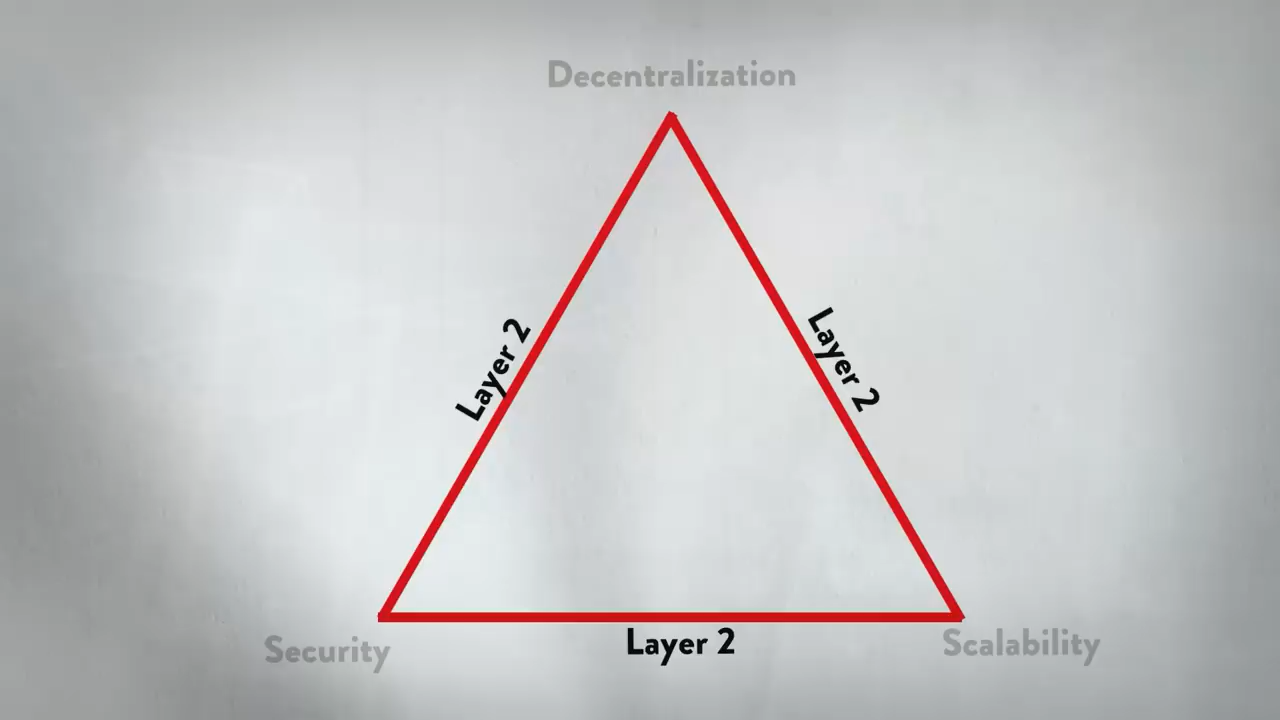 Decentralization
Layer 2
Layer 2
Security
Layer 2
Scalability